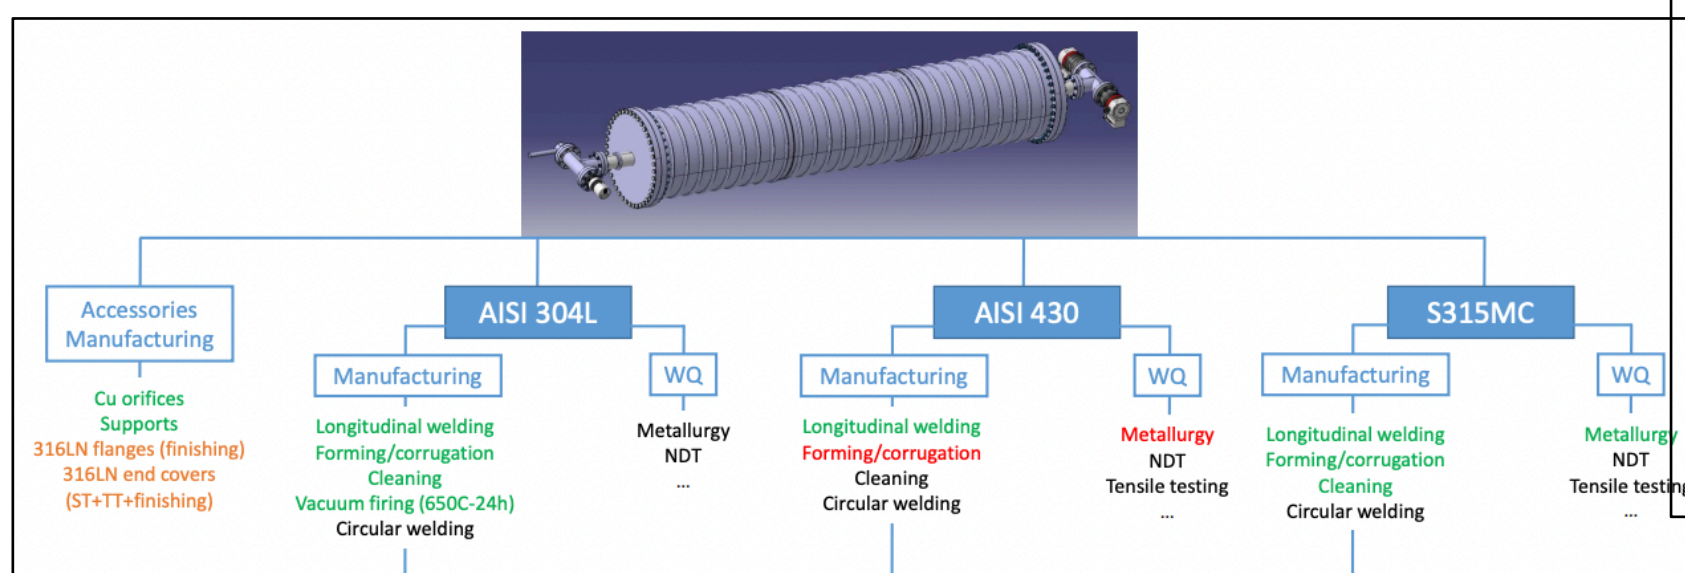 Accessories
Manufacturing
Cu orifices
Supports
316LN flanges (finishing)
316LN end covers
(ST+TT+finishing)
AISI 304L
Manufacturing
Longitudinal welding
Forming/corrugation
Cleaning
Vacuum firing (650C-24h)
Circular welding
WQ
Metallurgy
NDT
...
AISI 430
Manufacturing
Longitudinal welding
Forming/corrugation
Cleaning
Circular welding
WQ
Metallurgy
NDT
Tensile testing
...
S315MC
Manufacturing
Longitudinal welding
Forming/corrugation
Cleaning
Circular welding
WQ
Metallurgy
NDT
Tensile testing
...